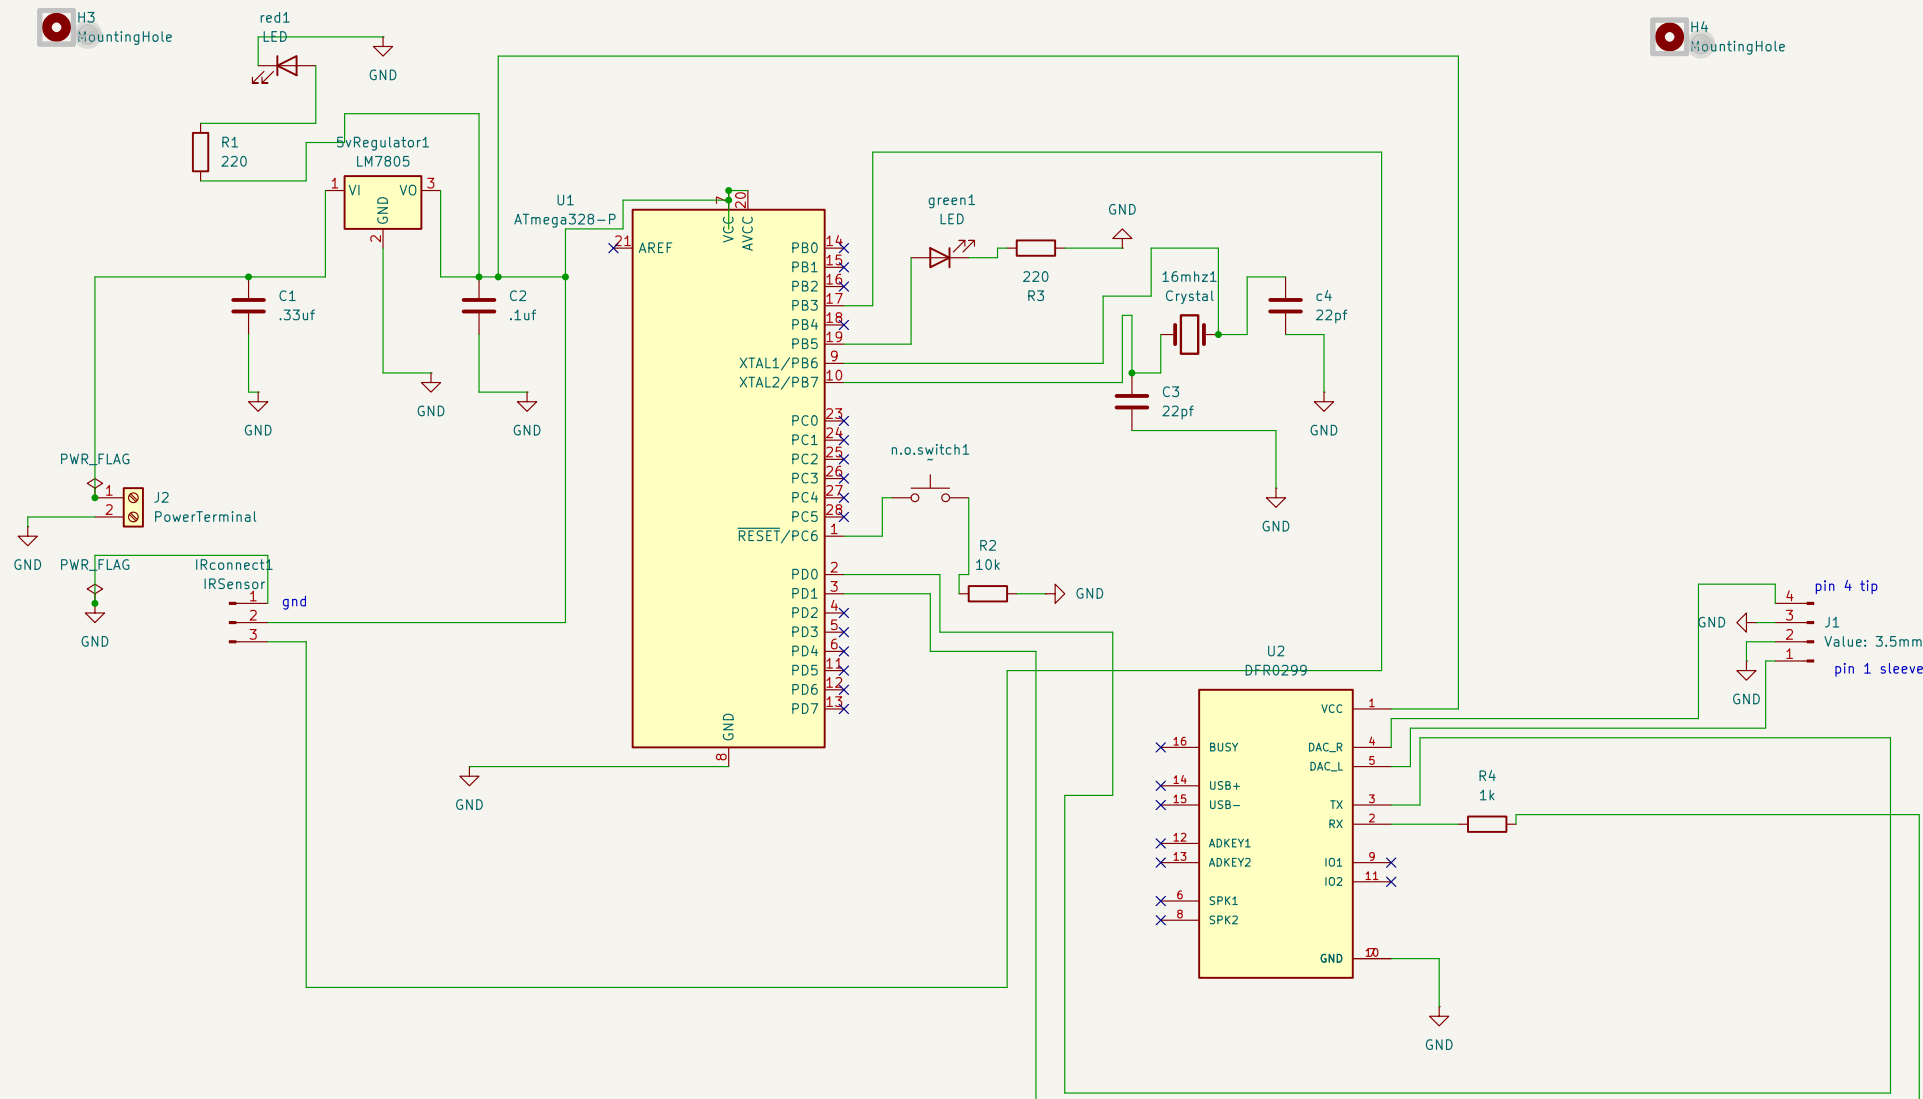 H3
MountingHole
red1
LED
GND
R1
220
5vRegulator1
LM7805
1
VI
VO
3
GND
2
C1
.33uf
GND
GND
C2
.1uf
GND
PWR_FLAG
1
2
J2
PowerTerminal
GND
PWR_FLAG
GND
IRconnect1
IRSensor
1
gnd
2
3
U1
ATmega328-P
21
AREF
7
VCC
20
AVCC
PB0
14
PB1
15
PB2
16
PB3
17
PB4
18
PB5
19
XTAL1/PB6
9
XTAL2/PB7
10
PC0
23
PC1
24
PC2
25
PC3
26
PC4
27
PC5
28
RESET/PC6
1
PD0
2
PD1
3
PD2
4
PD3
5
PD4
6
PD5
11
PD6
12
PD7
13
GND
8
GND
green1
LED
220
R3
GND
16mhz1
Crystal
c4
22pf
GND
C3
22pf
GND
n.o.switch1
~
R2
10k
GND
H4
MountingHole
U2
DFR0299
VCC
1
16
BUSY
DAC_R
4
DAC_L
5
14
USB+
15
USB-
TX
3
RX
2
12
ADKEY1
13
ADKEY2
IO1
9
IO2
11
6
SPK1
8
SPK2
GND
10
GND
R4
1k
pin 4 tip
4
GND
3
J1
2
Value: 3.5mm
1
pin 1 sleeve
GND